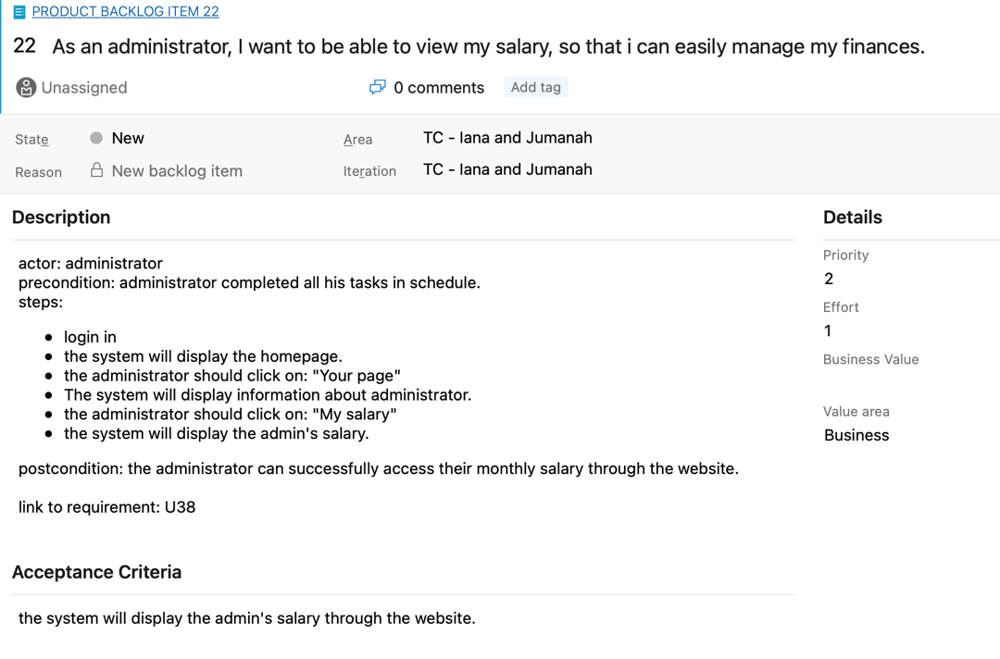 PRODUCT BACKLOG ITEM 22
22 As an administrator, I want to be able to view my salary, so that i can easily manage my finances.
Unassigned
0 comments
Add tag
State
New
Area
TC - lana and Jumanah
Reason
New backlog item
Iteration
TC - lana and Jumanah
Description
actor: administrator
precondition: administrator completed all his tasks in schedule.
steps:
• login in
• the system will display the homepage.
• the administrator should click on: "Your page"
• The system will display information about administrator.
• the administrator should click on: "My salary"
• the system will display the admin's salary.
postcondition: the administrator can successfully access their monthly salary through the website.
link to requirement: U38
Acceptance Criteria
the system will display the admin's salary through the website.
Details
Priority
2
Effort
1
Business Value
Value area
Business